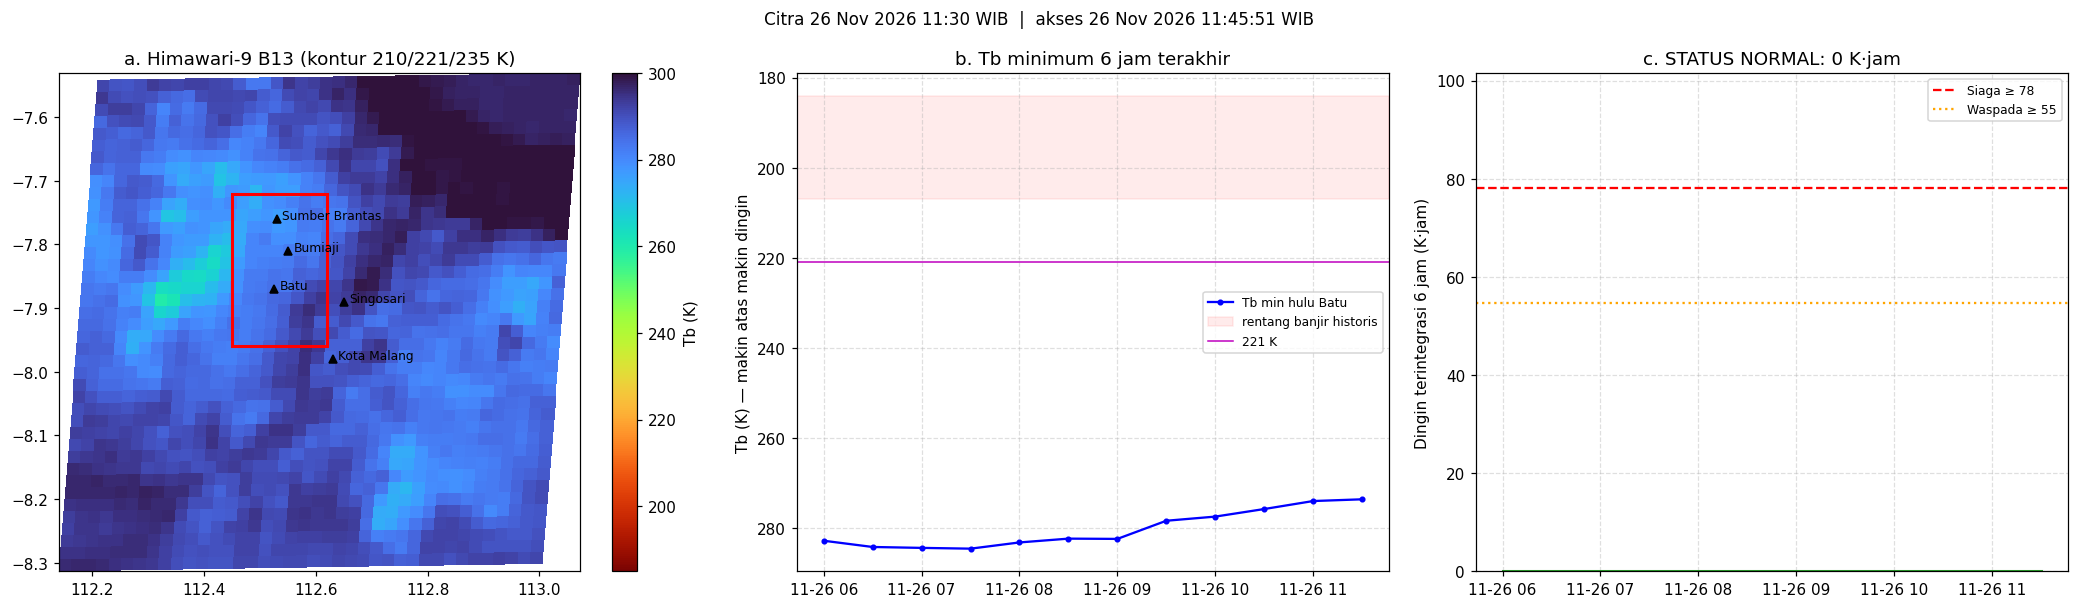 Citra 26 Nov 2026 11:30 WIB | akses 26 Nov 2026 11:45:51 WIB
a. Himawari-9 B13 (kontur 210/221/235 K)
−7.6
−7.7
−7.8
−7.9
−8.0
−8.1
−8.2
−8.3
112.2
112.4
112.6
112.8
113.0
Sumber Brantas
Bumiaji
Batu
Singosari
Kota Malang
300
280
260
240
220
200
Tb (K)
b. Tb minimum 6 jam terakhir
Tb (K) — makin atas makin dingin
180
200
220
240
260
280
Tb min hulu Batu
rentang banjir historis
221 K
11-26 06
11-26 07
11-26 08
11-26 09
11-26 10
11-26 11
c. STATUS NORMAL: 0 K·jam
Dingin terintegrasi 6 jam (K·jam)
100
80
60
40
20
0
Siaga ≥ 78
Waspada ≥ 55
11-26 06
11-26 07
11-26 08
11-26 09
11-26 10
11-26 11